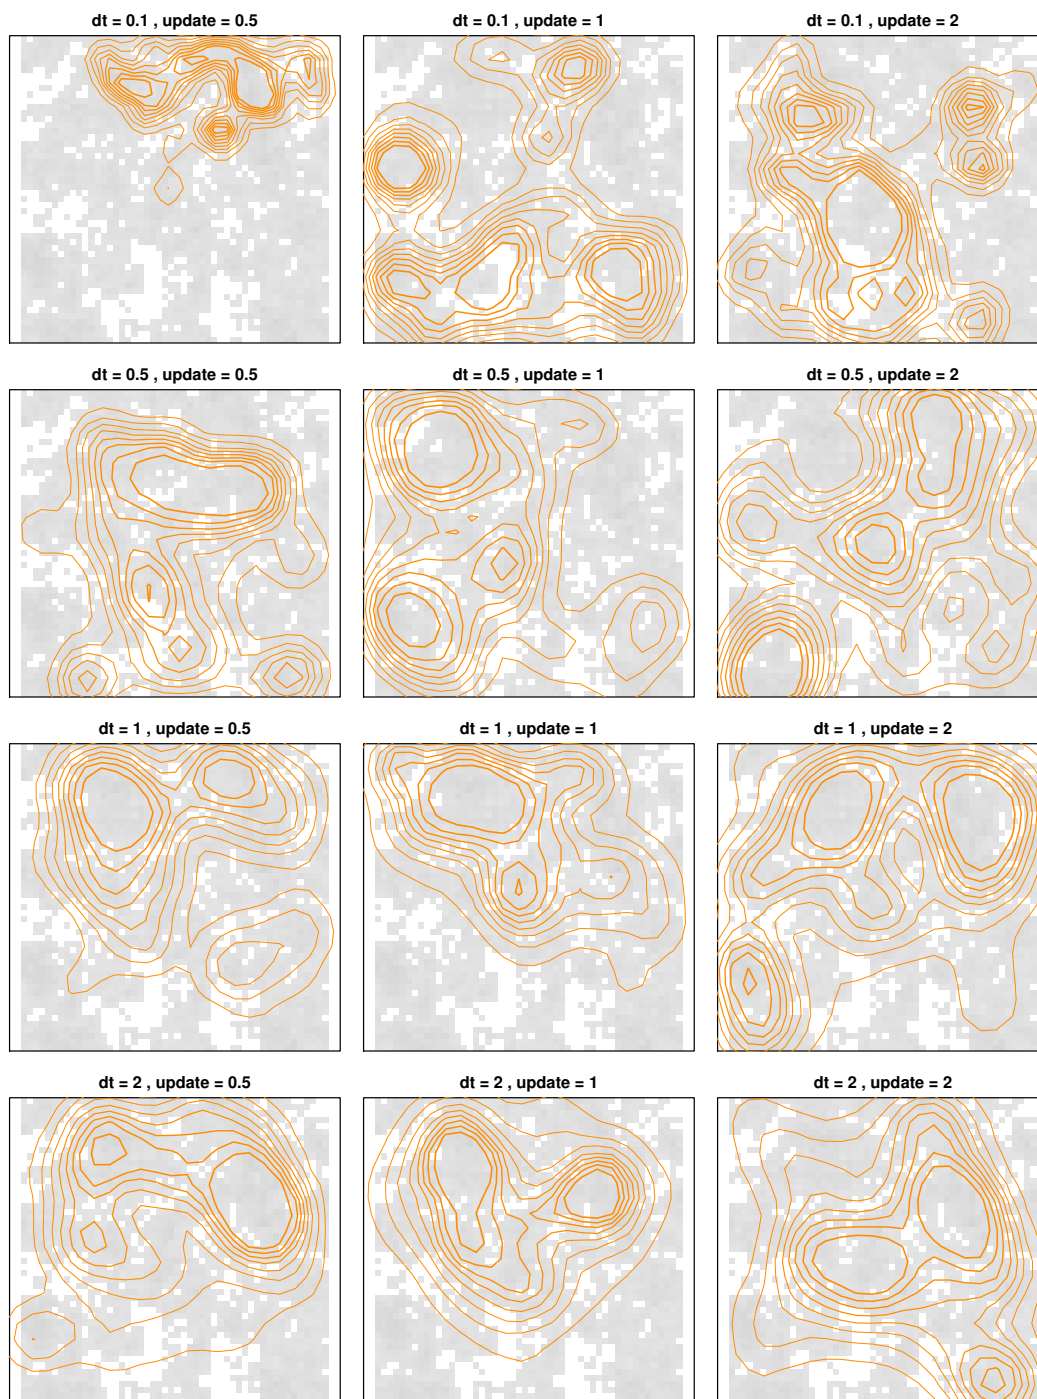 dt = 0.1 , update = 0.5
dt = 0.1 , update = 1
dt = 0.1 , update = 2
dt = 0.5 , update = 0.5
dt = 0.5 , update = 1
dt = 0.5 , update = 2
dt = 1 , update = 0.5
dt = 1 , update = 1
dt = 1 , update = 2
dt = 2 , update = 0.5
dt = 2 , update = 1
dt = 2 , update = 2